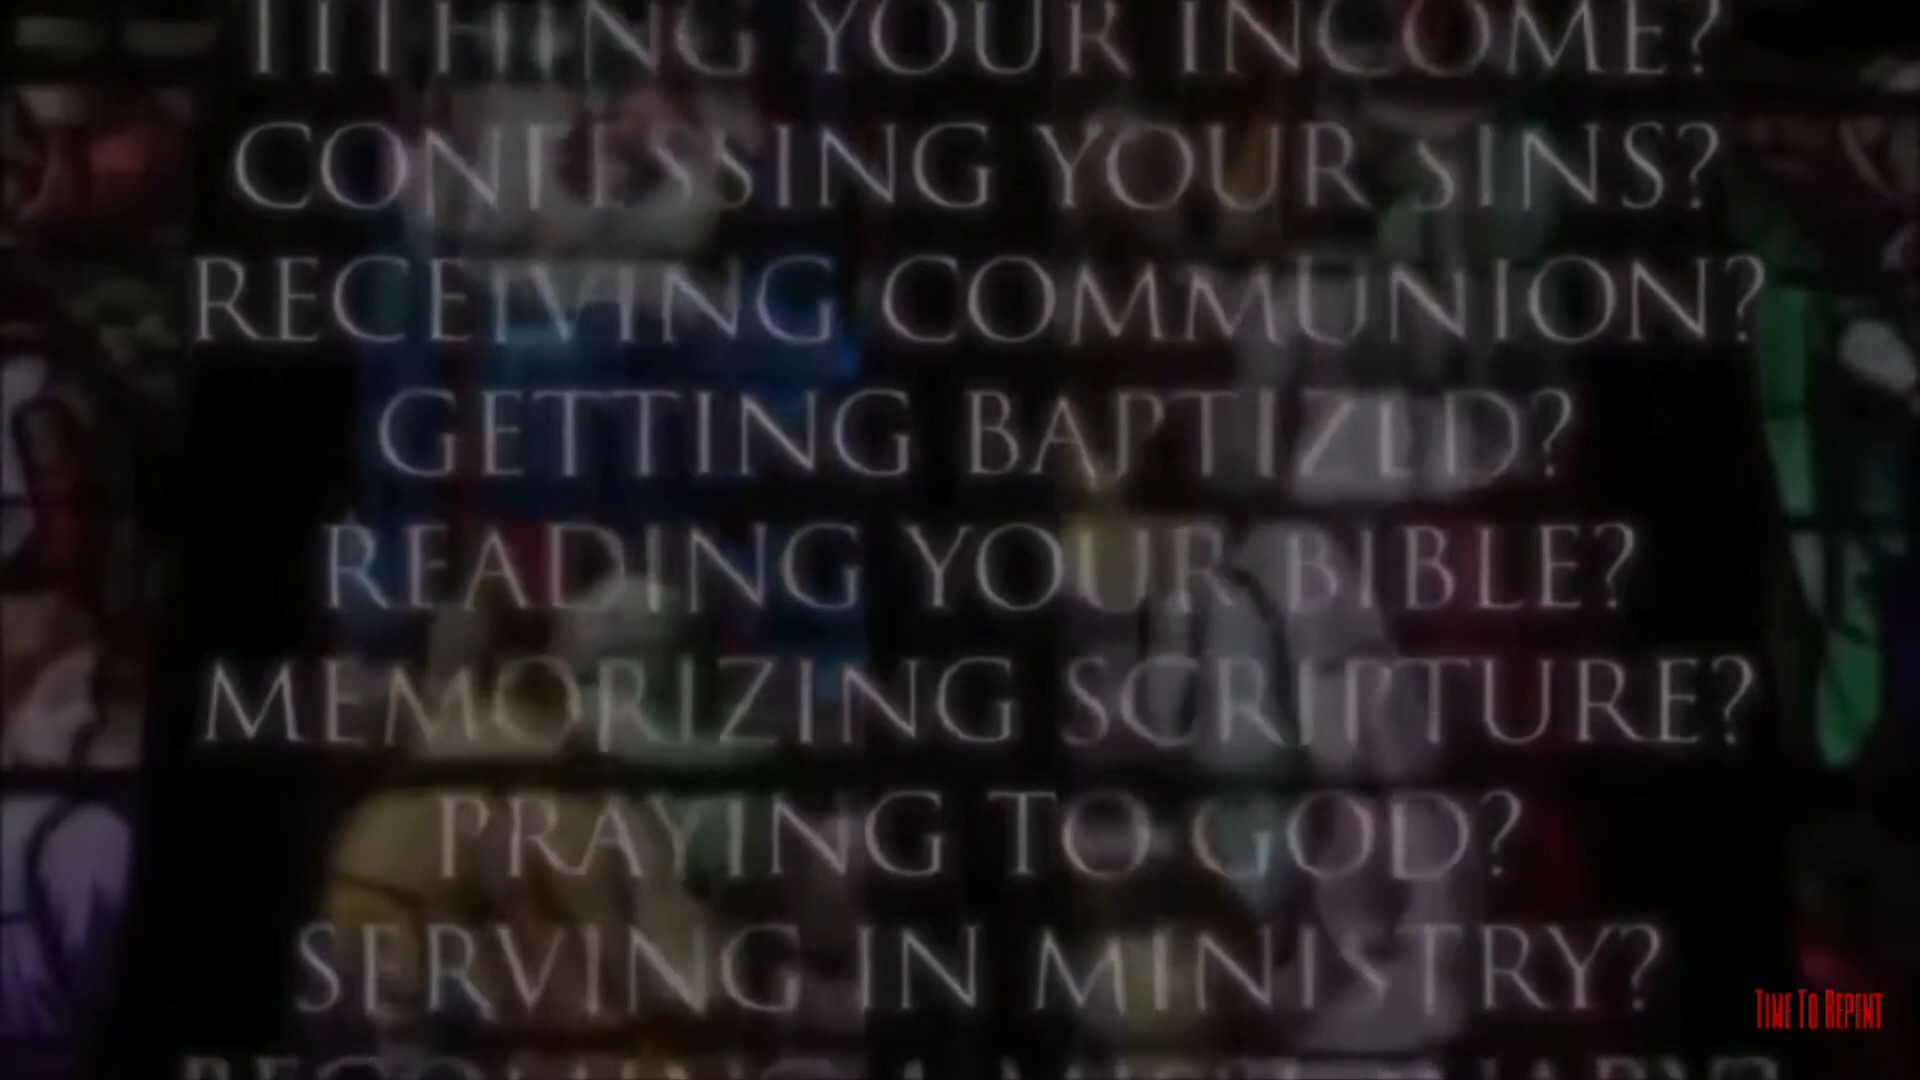 TITHING YOUR INCOME?
CONFESSING YOUR SINS?
RECEIVING COMMUNION?
GETTING BAPTIZED?
READING YOUR BIBLE?
MEMORIZING SCRIPTURE?
PRAYING TO GOD?
SERVING IN MINISTRY?
TIME TO REPENT